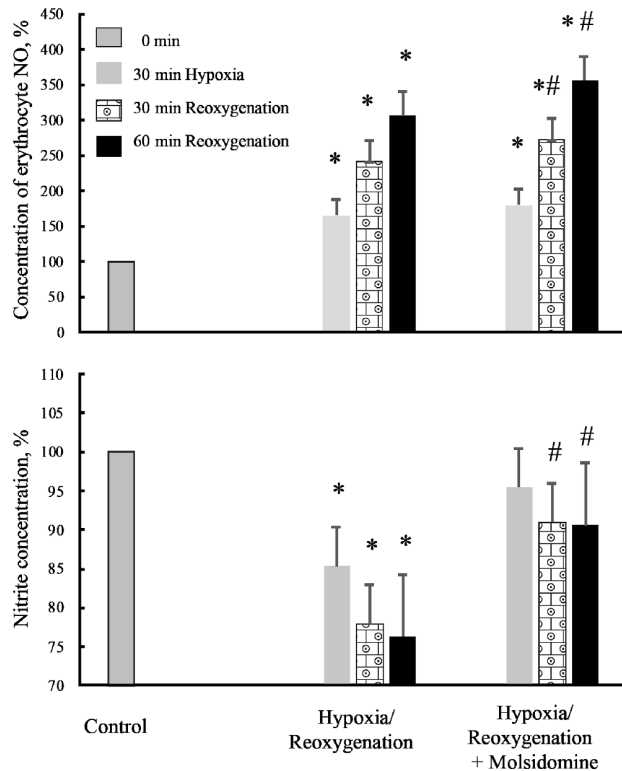 Concentration of erythrocyte NO, %
450
400
350
300
250
200
150
100
50
0
0 min
30 min Hypoxia
30 min Reoxygenation
60 min Reoxygenation
*
*
*
*
*#
* #
Nitrite concentration, %
110
105
100
95
90
85
80
75
70
*
*
*
#
#
Control
Hypoxia/
Reoxygenation
Hypoxia/
Reoxygenation
+ Molsidomine